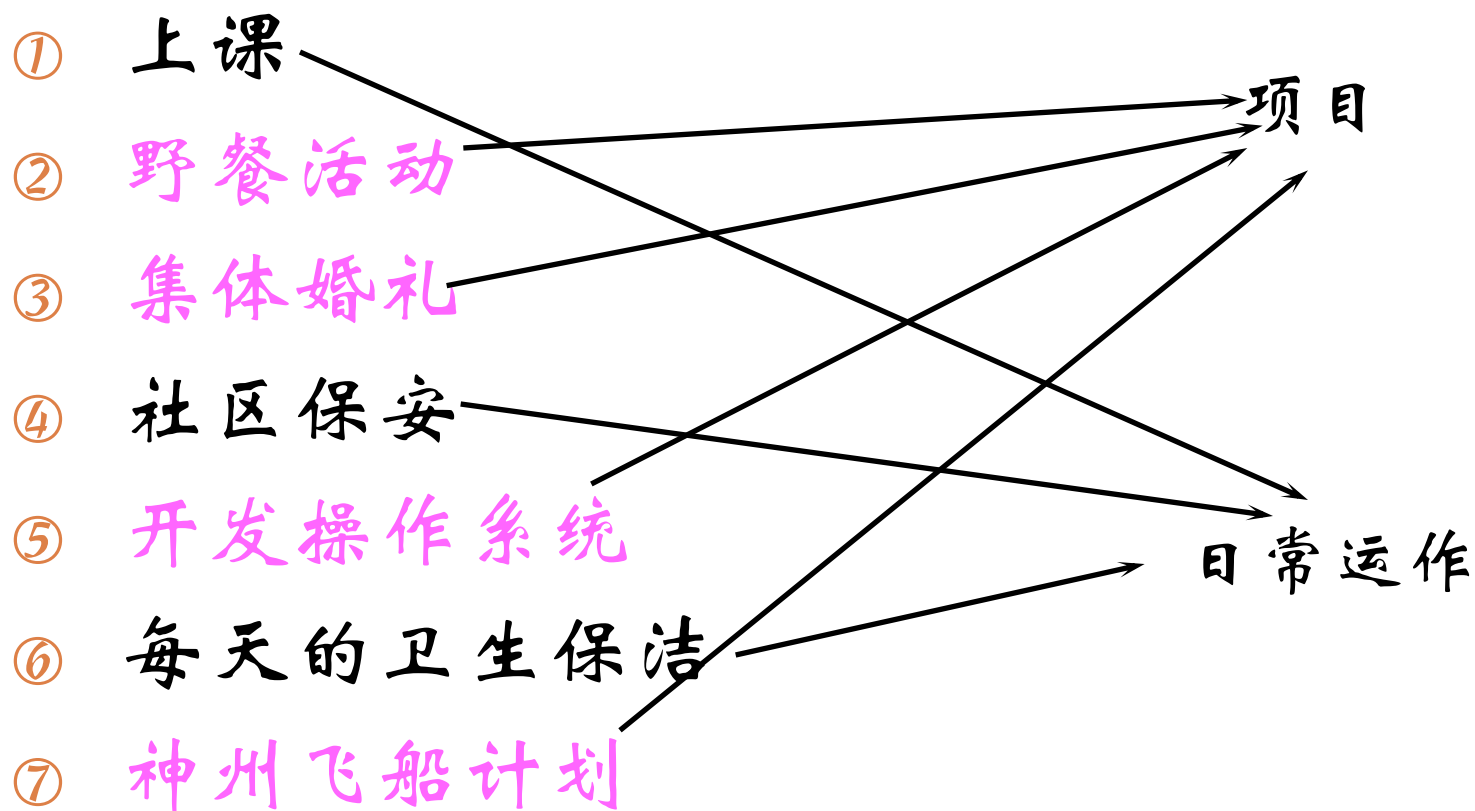 ① 上课
项目
② 野餐活动
③ 集体婚礼
④ 社区保安
⑤ 开发操作系统
日常运作
⑥ 每天的卫生保洁
⑦ 神州飞船计划